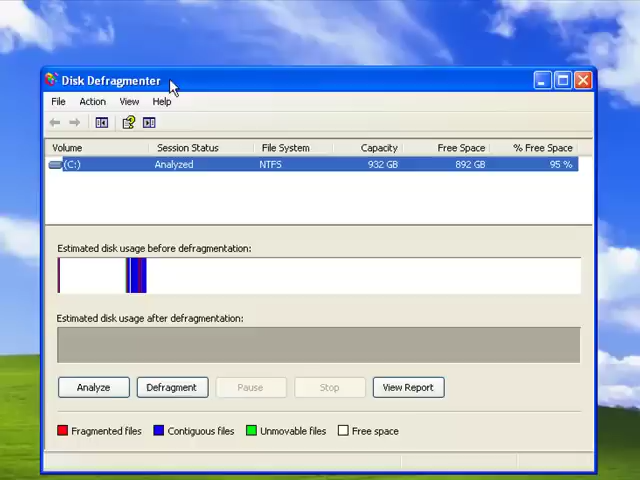 Disk Defragmenter
File Action View Help
Volume Session Status File System Capacity Free Space % Free Space
(C:) Analyzed NTFS 932 GB 892 GB 95 %
Estimated disk usage before defragmentation:
Estimated disk usage after defragmentation:
Analyze Defragment Pause Stop View Report
Fragmented files Contiguous files Unmovable files Free space